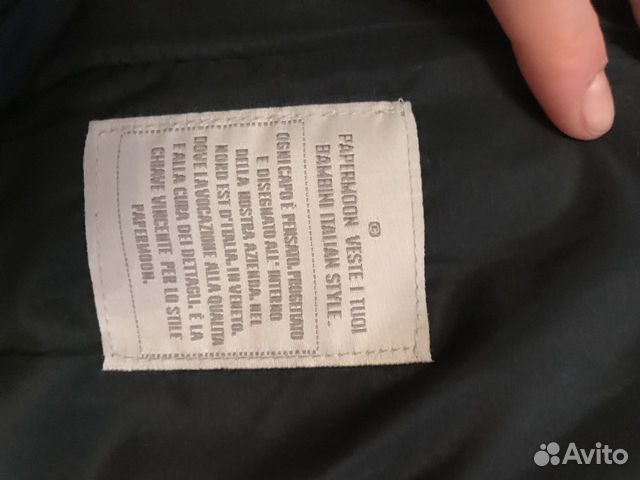 ©
PAPERMOON VESTE I TUOI
BAMBINI ITALIAN STYLE.
OGNI CAPO È PENSATO, PROGETTATO
E DISEGNATO ALL' INTERNO
DELLA NOSTRA AZIENDA, NEL
NORD EST D'ITALIA, IN VENETO,
DOVE LA VOCAZIONE ALLA QUALITÀ
E ALLA CURA DEI DETTAGLI, È LA
CHIAVE VINCENTE PER LO STILE
PAPERMOON.
Avito